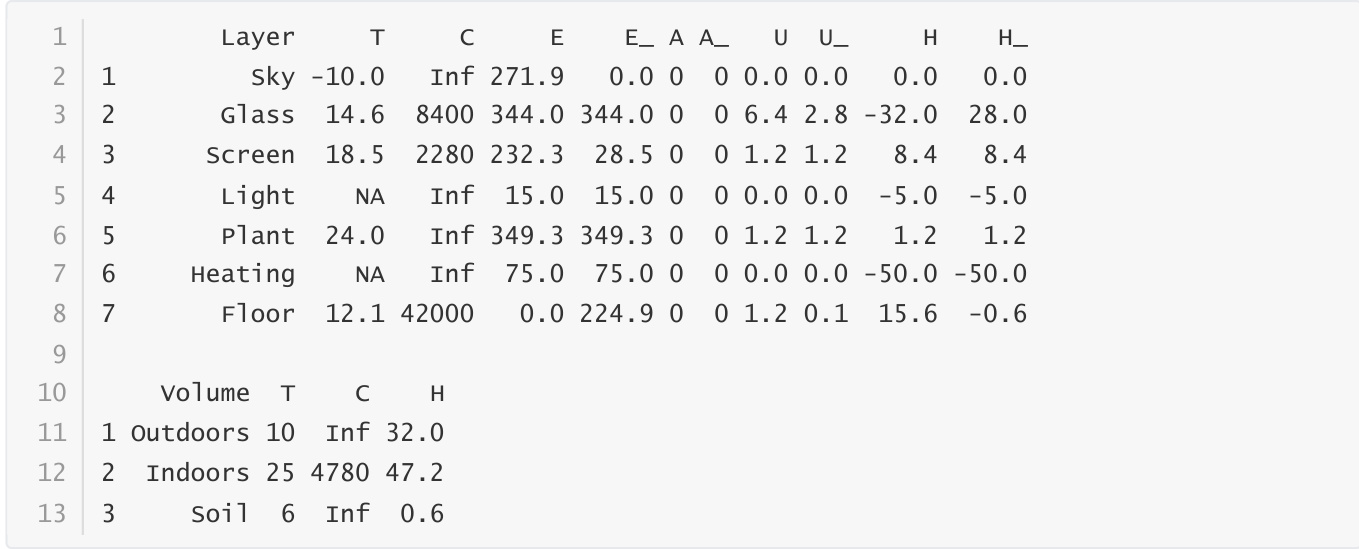 1            Layer     T     C     E    E_ A A_   U  U_     H    H_
2  1           Sky -10.0   Inf 271.9   0.0 0  0 0.0 0.0   0.0   0.0
3  2         Glass  14.6  8400 344.0 344.0 0  0 6.4 2.8 -32.0  28.0
4  3        Screen  18.5  2280 232.3  28.5 0  0 1.2 1.2   8.4   8.4
5  4         Light    NA   Inf  15.0  15.0 0  0 0.0 0.0  -5.0  -5.0
6  5         Plant  24.0   Inf 349.3 349.3 0  0 1.2 1.2   1.2   1.2
7  6       Heating    NA   Inf  75.0  75.0 0  0 0.0 0.0 -50.0 -50.0
8  7         Floor  12.1 42000   0.0 224.9 0  0 1.2 0.1  15.6  -0.6
9
10      Volume  T    C    H
11 1 Outdoors 10  Inf 32.0
12 2  Indoors 25 4780 47.2
13 3     Soil  6  Inf  0.6